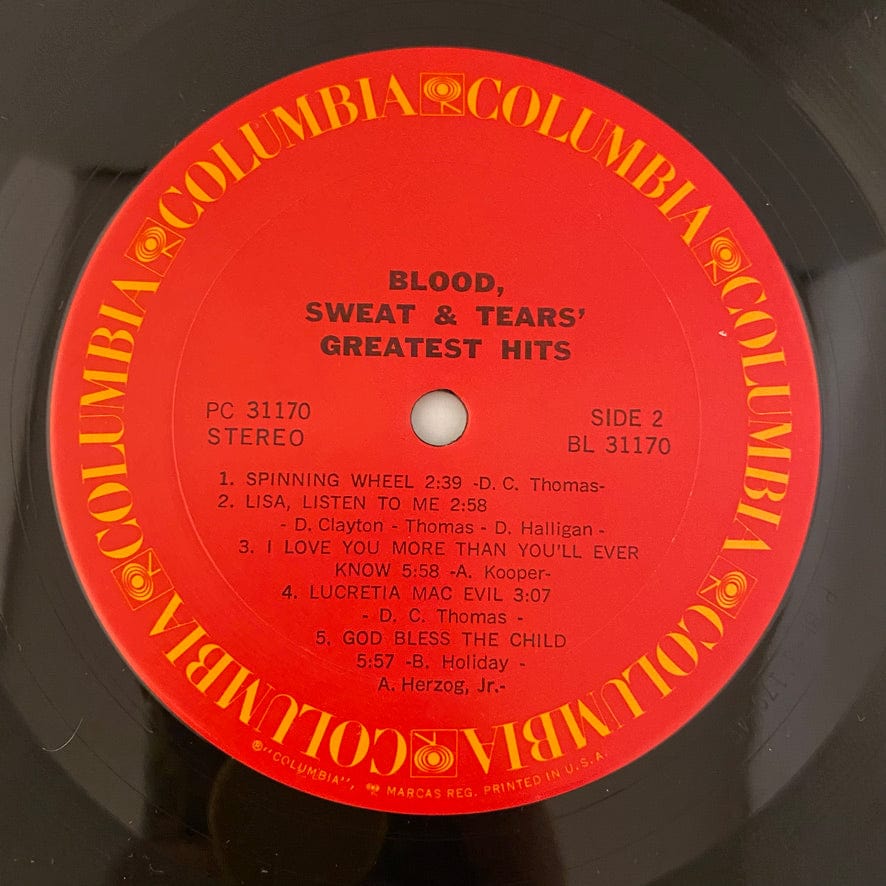 COLUMBIA COLUMBIA COLUMBIA COLUMBIA COLUMBIA COLUMBIA
BLOOD,
SWEAT & TEARS'
GREATEST HITS
PC 31170
STEREO
SIDE 2
BL 31170
1. SPINNING WHEEL 2:39 -D. C. Thomas-
2. LISA, LISTEN TO ME 2:58
- D. Clayton - Thomas - D. Halligan -
3. I LOVE YOU MORE THAN YOU'LL EVER
KNOW 5:58 -A. Kooper-
4. LUCRETIA MAC EVIL 3:07
- D. C. Thomas -
5. GOD BLESS THE CHILD
5:57 -B. Holiday -
A. Herzog, Jr.-
®"COLUMBIA", MARCAS REG. PRINTED IN U.S.A.